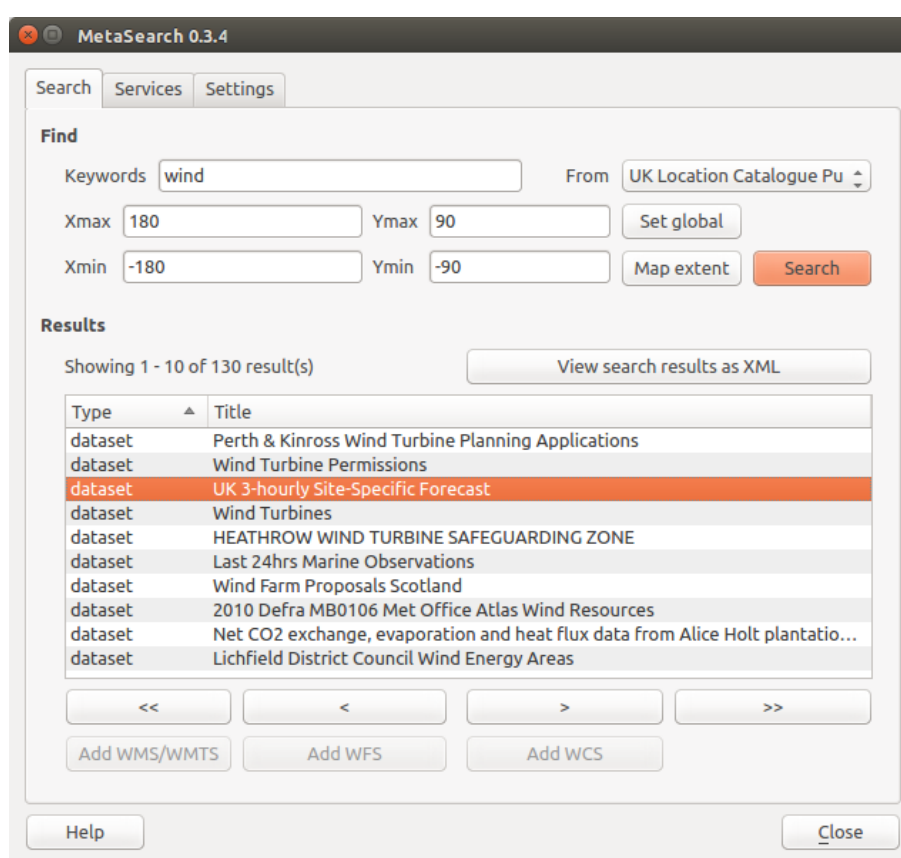 MetaSearch 0.3.4
Search Services Settings
Find
Keywords wind From UK Location Catalogue Pu
Xmax 180 Ymax 90 Set global
Xmin -180 Ymin -90 Map extent Search
Results
Showing 1 - 10 of 130 result(s) View search results as XML
Type Title
dataset Perth & Kinross Wind Turbine Planning Applications
dataset Wind Turbine Permissions
dataset UK 3-hourly Site-Specific Forecast
dataset Wind Turbines
dataset HEATHROW WIND TURBINE SAFEGUARDING ZONE
dataset Last 24hrs Marine Observations
dataset Wind Farm Proposals Scotland
dataset 2010 Defra MB0106 Met Office Atlas Wind Resources
dataset Net CO2 exchange, evaporation and heat flux data from Alice Holt plantatio...
dataset Lichfield District Council Wind Energy Areas
<< < > >>
Add WMS/WMTS Add WFS Add WCS
Help Close